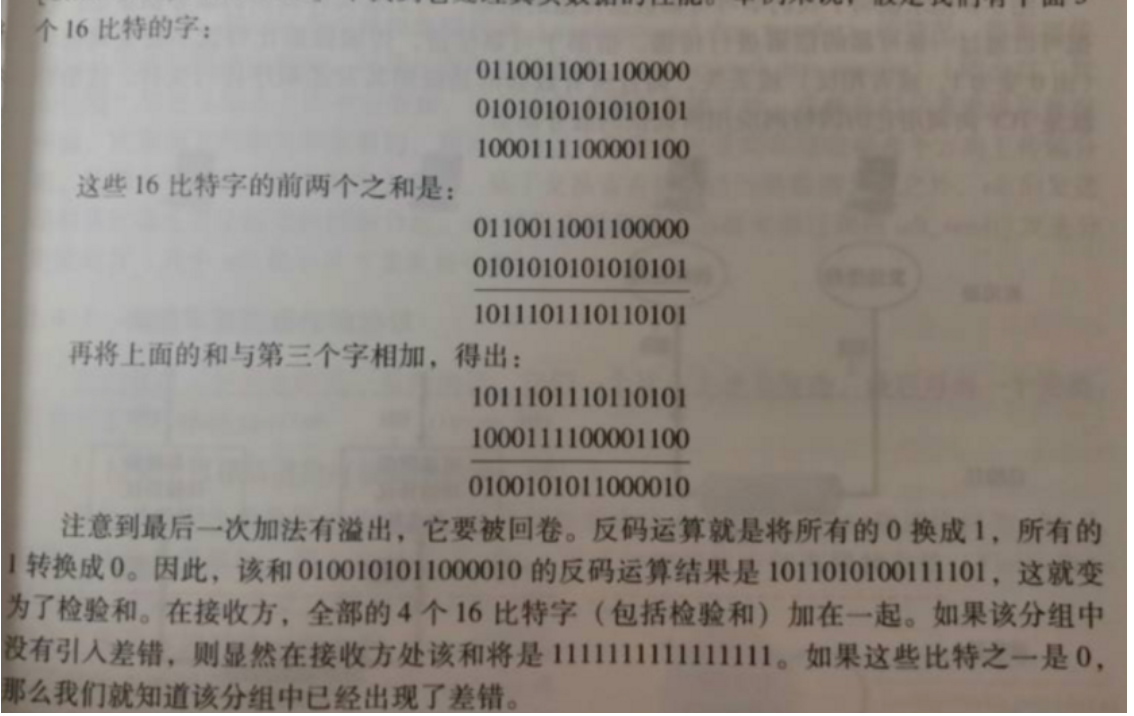 个 16 比特的字：
0110011001100000
0101010101010101
1000111100001100
这些 16 比特字的前两个之和是：
0110011001100000
0101010101010101
1011101110110101
再将上面的和与第三个字相加，得出：
1011101110110101
1000111100001100
0100101011000010
注意到最后一次加法有溢出，它要被回卷。反码运算就是将所有的 0 换成 1，所有的
1 转换成 0。因此，该和 0100101011000010 的反码运算结果是 1011010100111101，这就变
为了检验和。在接收方，全部的 4 个 16 比特字（包括检验和）加在一起。如果该分组中
没有引入差错，则显然在接收方处该和将是 1111111111111111。如果这些比特之一是 0，
那么我们就知道该分组中已经出现了差错。